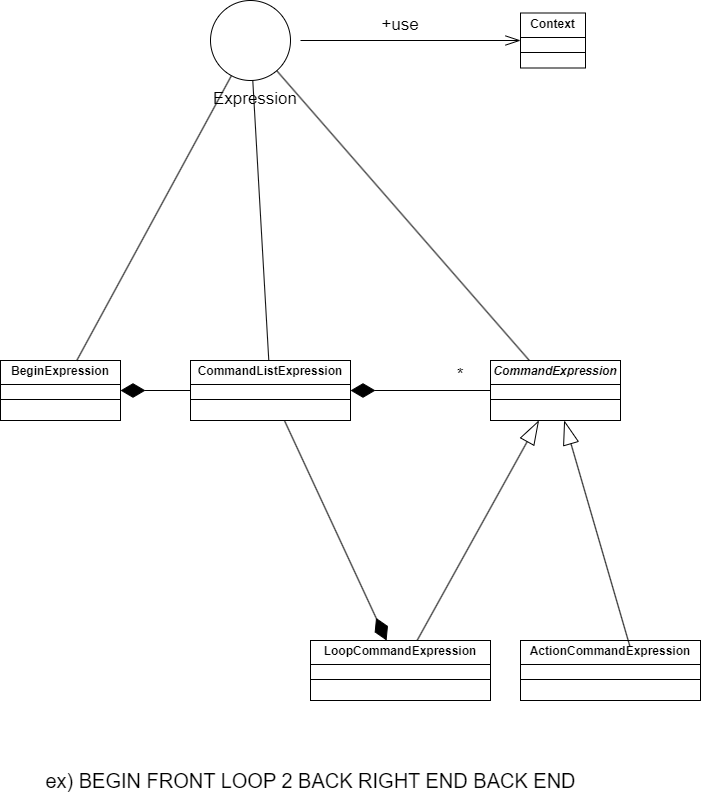 +use
Context
Expression
BeginExpression
CommandListExpression
*
CommandExpression
LoopCommandExpression
ActionCommandExpression
ex) BEGIN FRONT LOOP 2 BACK RIGHT END BACK END